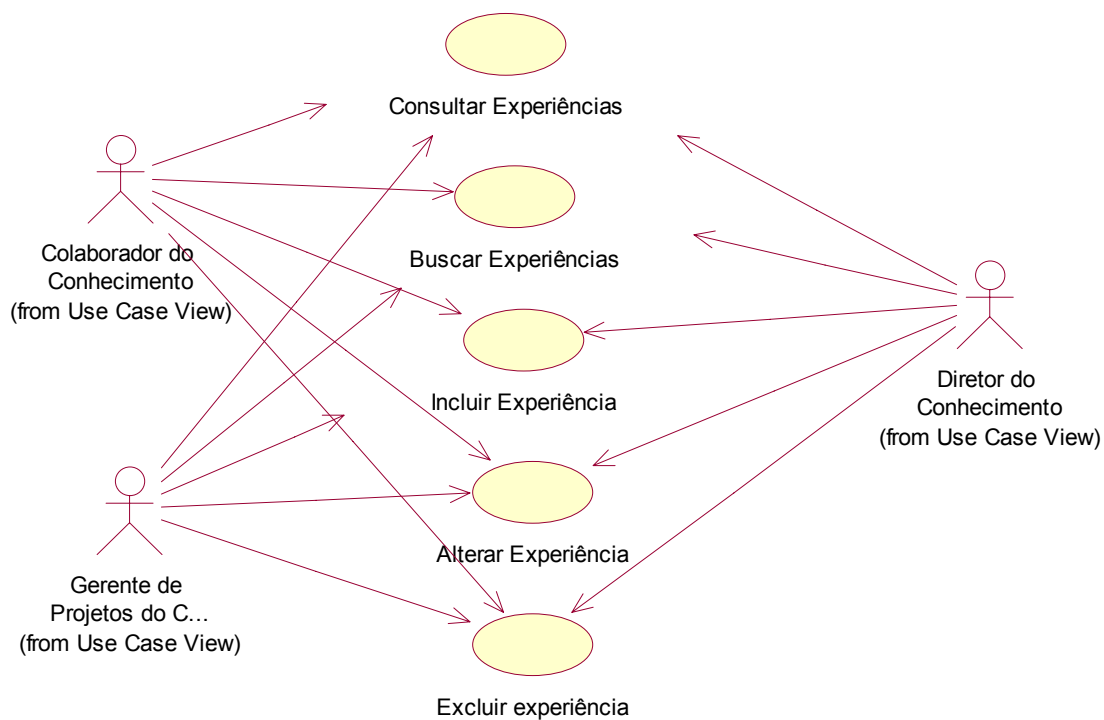 Consultar Experiências
Colaborador do
Conhecimento
(from Use Case View)
Buscar Experiências
Incluir Experiência
Diretor do
Conhecimento
(from Use Case View)
Alterar Experiência
Gerente de
Projetos do C...
(from Use Case View)
Excluir experiência